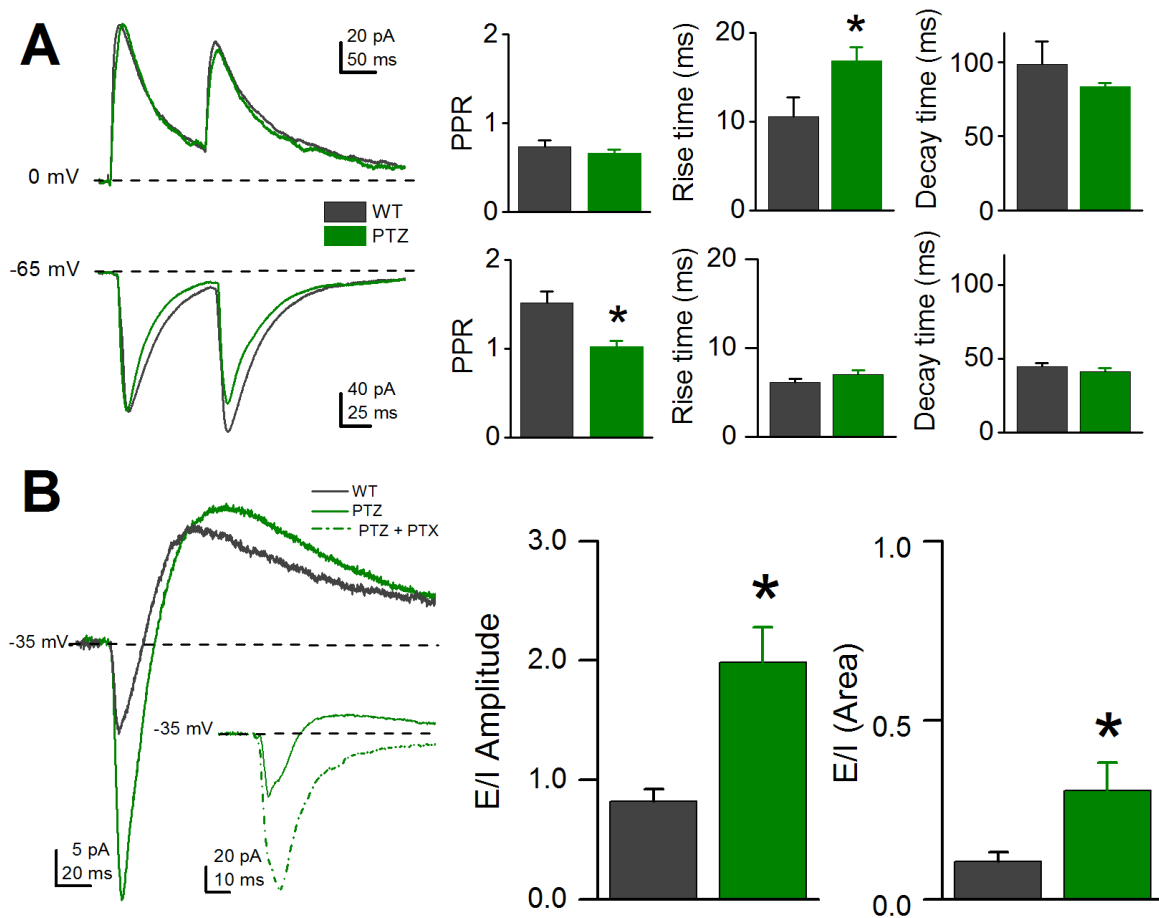 A
20 pA
50 ms
0 mV
WT
PTZ
-65 mV
40 pA
25 ms
PPR
2
1
0
Rise time (ms)
20
10
0
*
Decay time (ms)
100
50
0
PPR
2
1
0
*
Rise time (ms)
20
10
0
Decay time (ms)
100
50
0
B
WT
PTZ
PTZ + PTX
-35 mV
-35 mV
5 pA
20 ms
20 pA
10 ms
E/I Amplitude
3.0
2.0
1.0
0.0
*
E/I (Area)
1.0
0.5
0.0
*